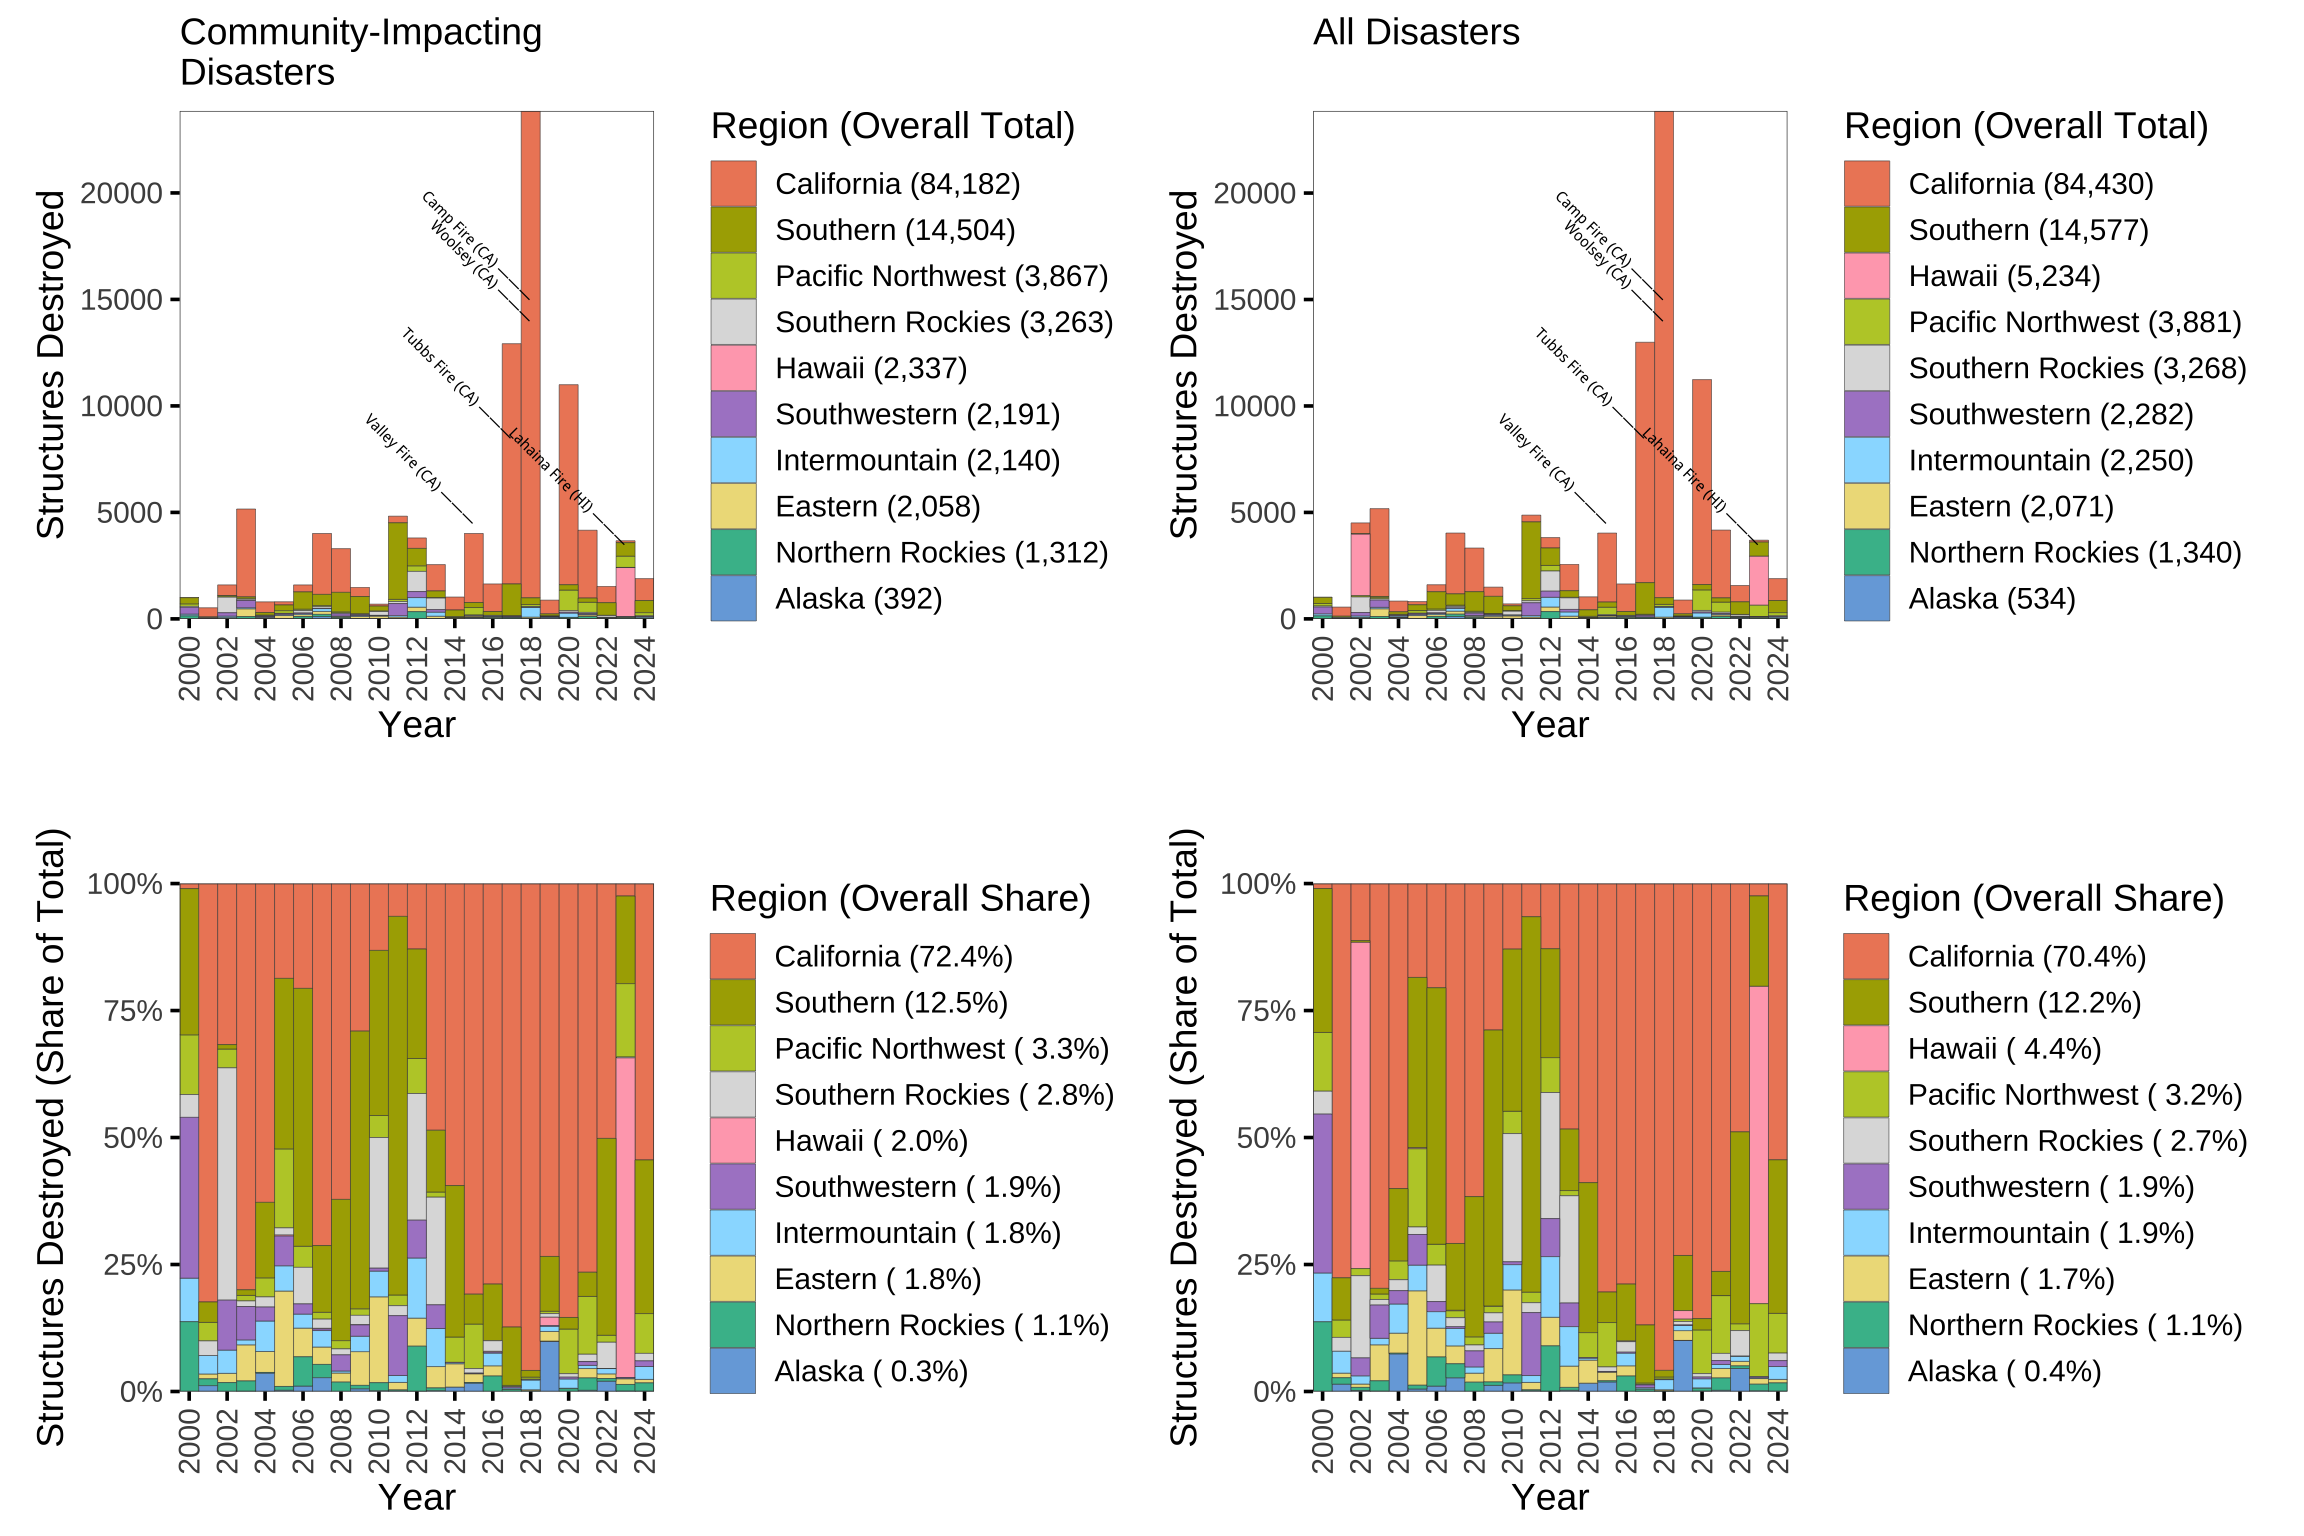 Community-Impacting
Disasters
Structures Destroyed
20000
15000
10000
5000
0
Camp Fire (CA)
Woolsey (CA)
Tubbs Fire (CA)
Valley Fire (CA)
Lahaina Fire (HI)
2000
2002
2004
2006
2008
2010
2012
2014
2016
2018
2020
2022
2024
Year
Region (Overall Total)
California (84,182)
Southern (14,504)
Pacific Northwest (3,867)
Southern Rockies (3,263)
Hawaii (2,337)
Southwestern (2,191)
Intermountain (2,140)
Eastern (2,058)
Northern Rockies (1,312)
Alaska (392)
All Disasters
Structures Destroyed
20000
15000
10000
5000
0
Camp Fire (CA)
Woolsey (CA)
Tubbs Fire (CA)
Valley Fire (CA)
Lahaina Fire (HI)
2000
2002
2004
2006
2008
2010
2012
2014
2016
2018
2020
2022
2024
Year
Region (Overall Total)
California (84,430)
Southern (14,577)
Hawaii (5,234)
Pacific Northwest (3,881)
Southern Rockies (3,268)
Southwestern (2,282)
Intermountain (2,250)
Eastern (2,071)
Northern Rockies (1,340)
Alaska (534)
Structures Destroyed (Share of Total)
100%
75%
50%
25%
0%
2000
2002
2004
2006
2008
2010
2012
2014
2016
2018
2020
2022
2024
Year
Region (Overall Share)
California (72.4%)
Southern (12.5%)
Pacific Northwest ( 3.3%)
Southern Rockies ( 2.8%)
Hawaii ( 2.0%)
Southwestern ( 1.9%)
Intermountain ( 1.8%)
Eastern ( 1.8%)
Northern Rockies ( 1.1%)
Alaska ( 0.3%)
Structures Destroyed (Share of Total)
100%
75%
50%
25%
0%
2000
2002
2004
2006
2008
2010
2012
2014
2016
2018
2020
2022
2024
Year
Region (Overall Share)
California (70.4%)
Southern (12.2%)
Hawaii ( 4.4%)
Pacific Northwest ( 3.2%)
Southern Rockies ( 2.7%)
Southwestern ( 1.9%)
Intermountain ( 1.9%)
Eastern ( 1.7%)
Northern Rockies ( 1.1%)
Alaska ( 0.4%)